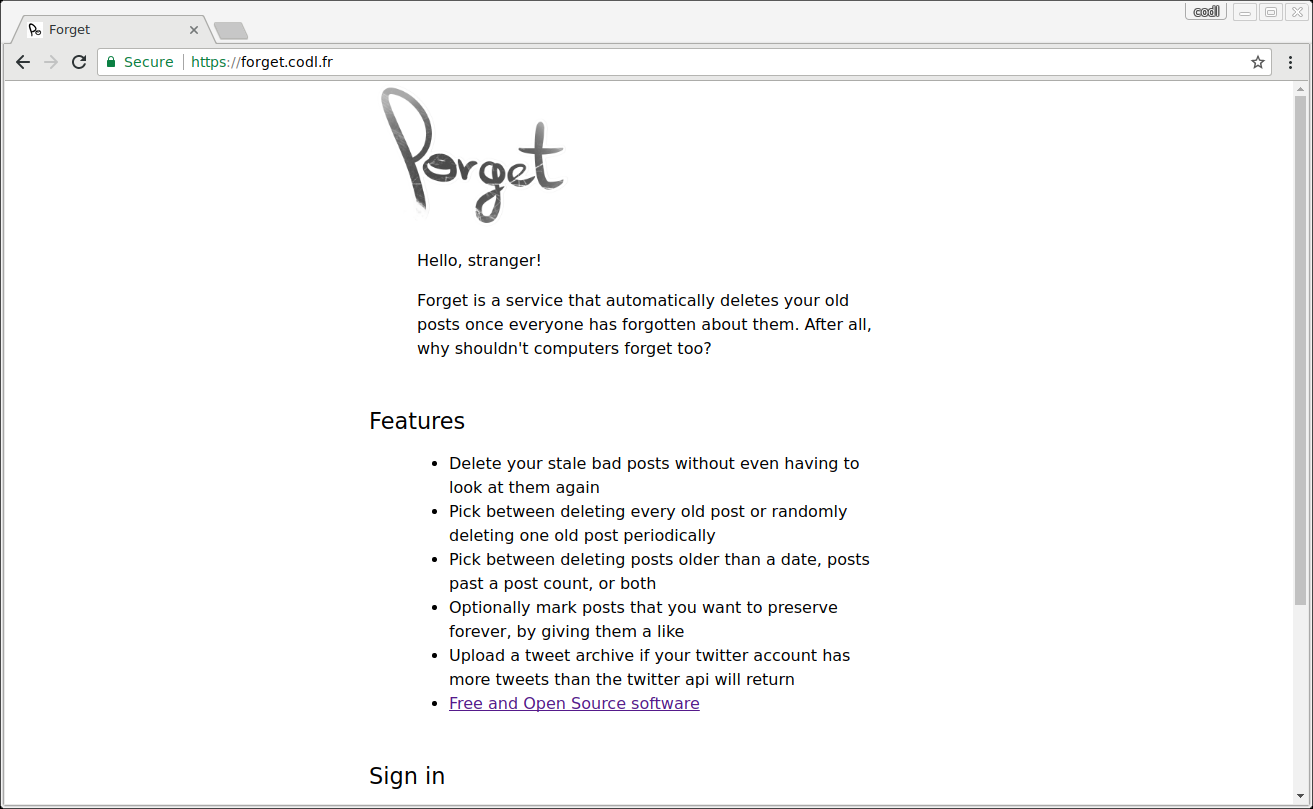 codl
Forget
Secure
https://forget.codl.fr
Forget
Hello, stranger!
Forget is a service that automatically deletes your old
posts once everyone has forgotten about them. After all,
why shouldn't computers forget too?
Features
• Delete your stale bad posts without even having to
look at them again
• Pick between deleting every old post or randomly
deleting one old post periodically
• Pick between deleting posts older than a date, posts
past a post count, or both
• Optionally mark posts that you want to preserve
forever, by giving them a like
• Upload a tweet archive if your twitter account has
more tweets than the twitter api will return
• Free and Open Source software
Sign in